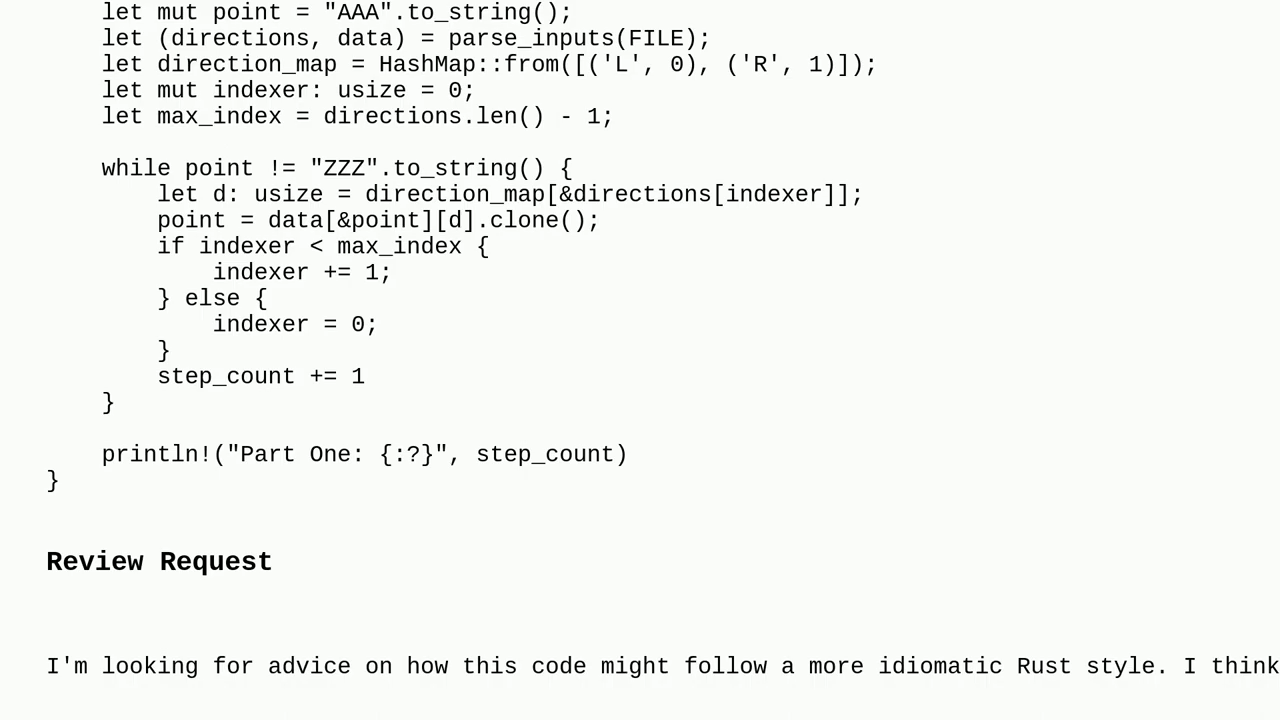 let mut point = "AAA".to_string();
let (directions, data) = parse_inputs(FILE);
let direction_map = HashMap::from([('L', 0), ('R', 1)]);
let mut indexer: usize = 0;
let max_index = directions.len() - 1;
while point != "ZZZ".to_string() {
let d: usize = direction_map[&directions[indexer]];
point = data[&point][d].clone();
if indexer < max_index {
indexer += 1;
} else {
indexer = 0;
}
step_count += 1
}
println!("Part One: {:?}", step_count)
}
Review Request
I'm looking for advice on how this code might follow a more idiomatic Rust style. I think